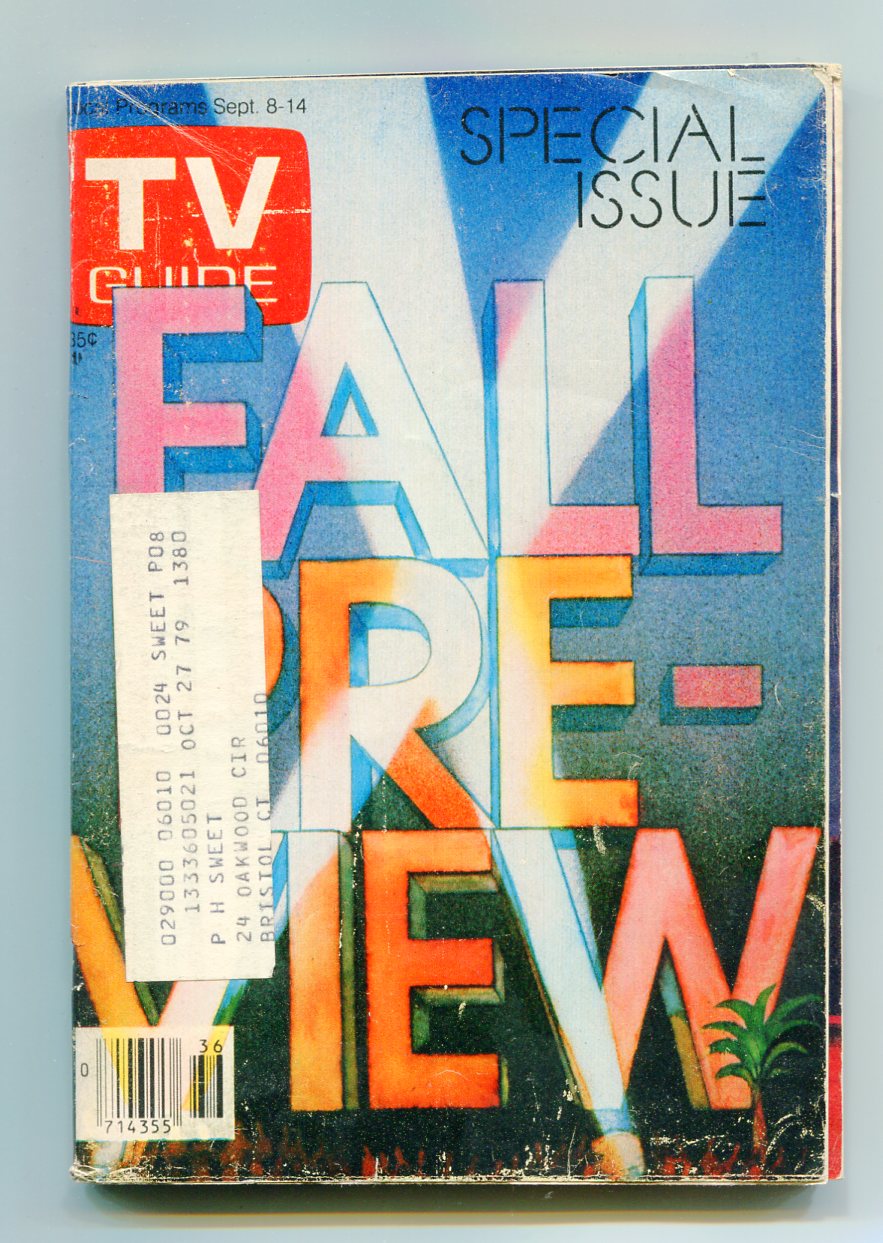 Local Programs Sept. 8-14
TV
GUIDE
35¢
SPECIAL
ISSUE
FALL
PRE-
VIEW
029000 06010 0024 SWEET P08
1333605021 OCT 27 79 1380
P H SWEET
24 OAKWOOD CIR
BRISTOL CT 06010
0
714355
36